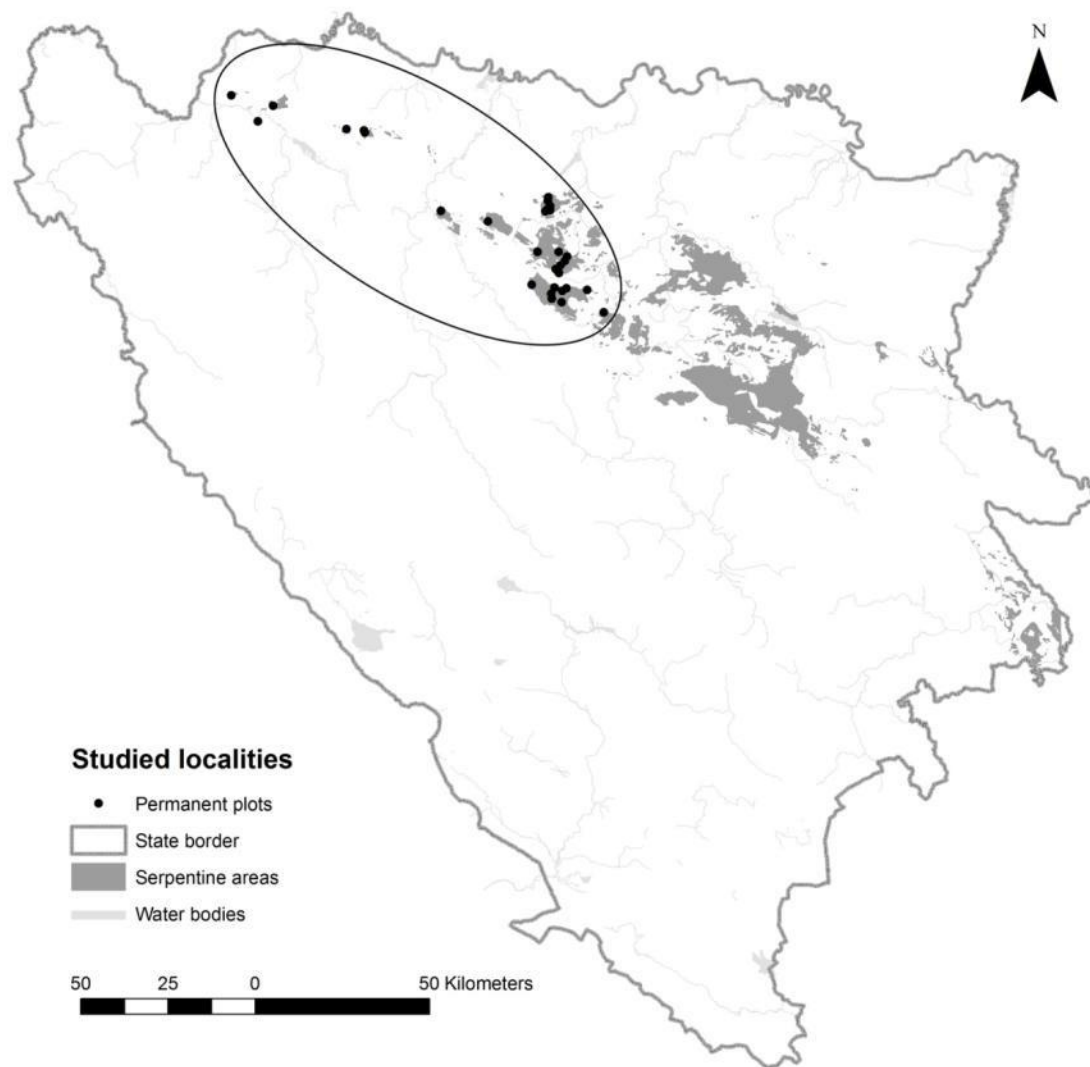 N
Studied localities
Permanent plots
State border
Serpentine areas
Water bodies
50 25 0 50 Kilometers